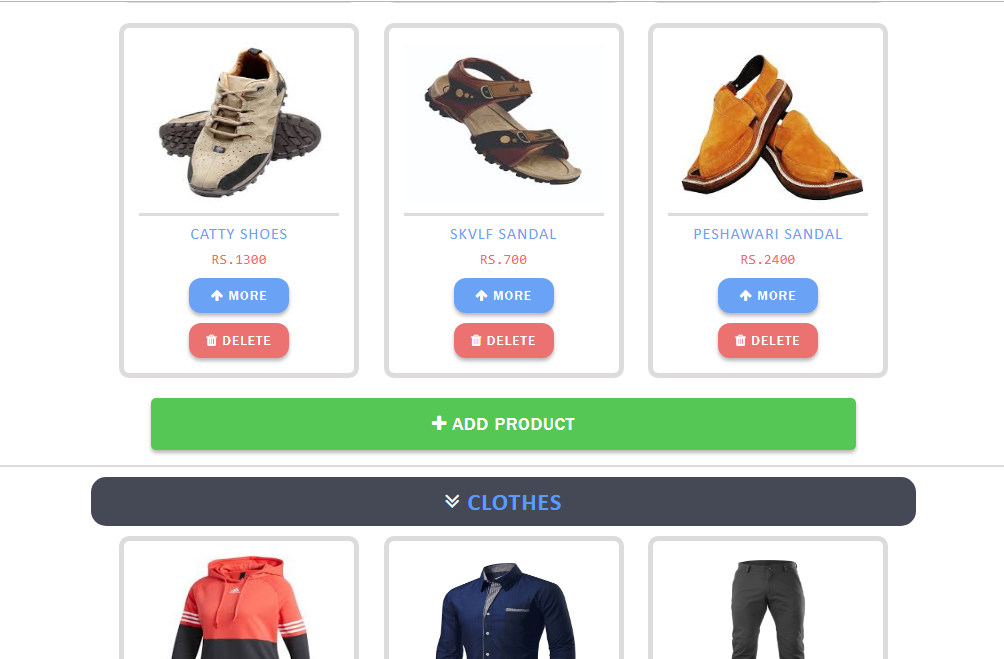 CATTY SHOES
RS.1300
MORE
DELETE
SKVLF SANDAL
RS.700
MORE
DELETE
PESHAWARI SANDAL
RS.2400
MORE
DELETE
ADD PRODUCT
CLOTHES